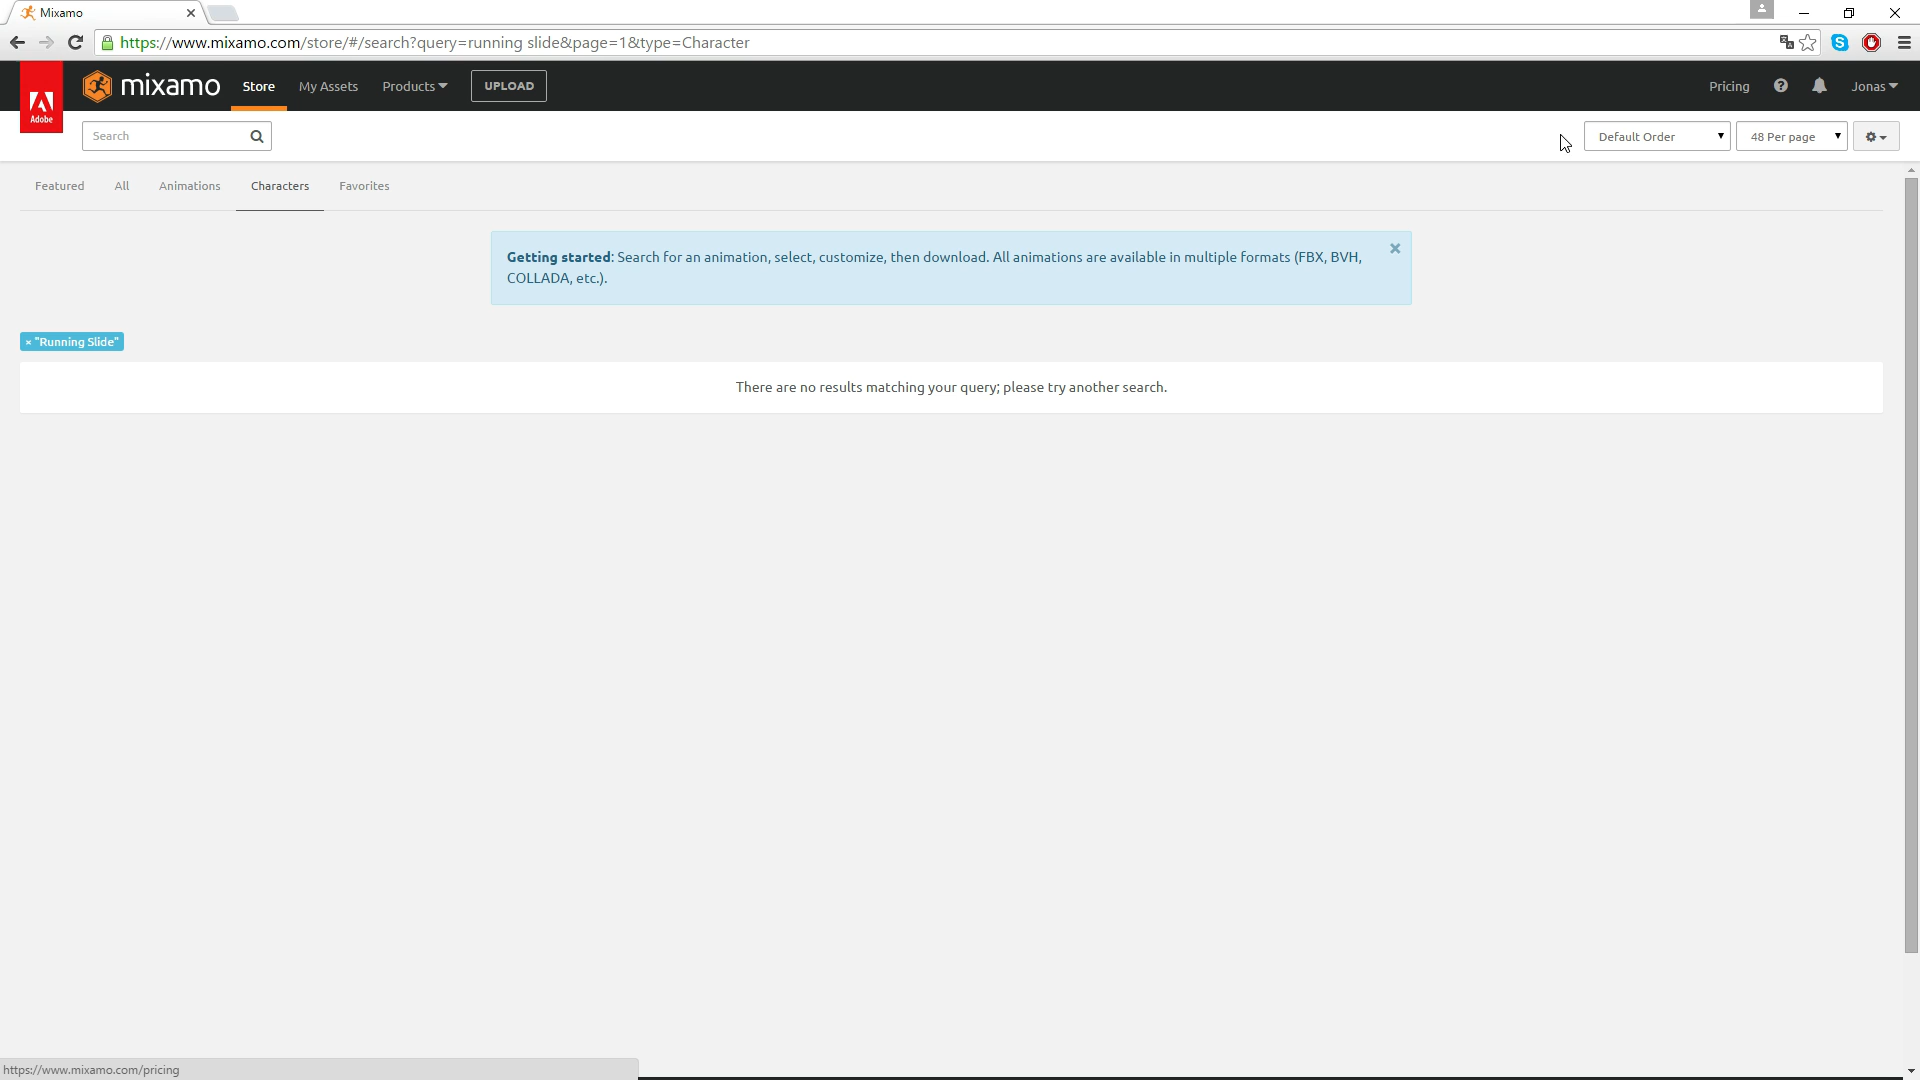 Mixamo
https://www.mixamo.com/store/#/search?query=running slide&page=1&type=Character
Adobe
mixamo
Store
My Assets
Products
UPLOAD
Pricing
Jonas
Search
Default Order
48 Per page
Featured
All
Animations
Characters
Favorites
Getting started: Search for an animation, select, customize, then download. All animations are available in multiple formats (FBX, BVH,
COLLADA, etc.).
× "Running Slide"
There are no results matching your query; please try another search.
https://www.mixamo.com/pricing